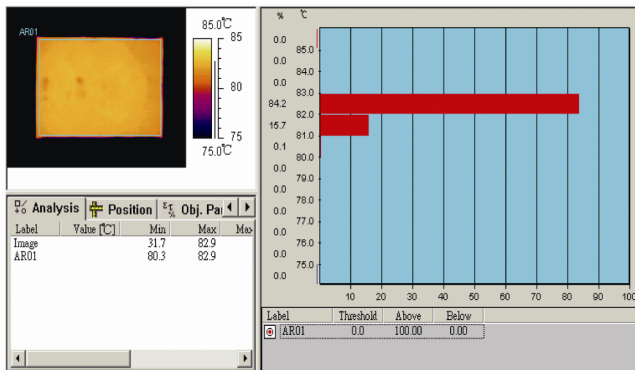 AR01
85.0℃
85
80
75
75.0℃
Analysis
Position
Obj. Pa
Label Value [℃] Min Max Max
Image 31.7 82.9
AR01 80.3 82.9
% ℃
0.0
85.0
0.0
84.0
0.0
83.0
84.2
82.0
15.7
81.0
0.1
80.0
0.0
79.0
0.0
78.0
0.0
77.0
0.0
76.0
0.0
75.0
0.0
10 20 30 40 50 60 70 80 90 100
Label Threshold Above Below
AR01 0.0 100.00 0.00